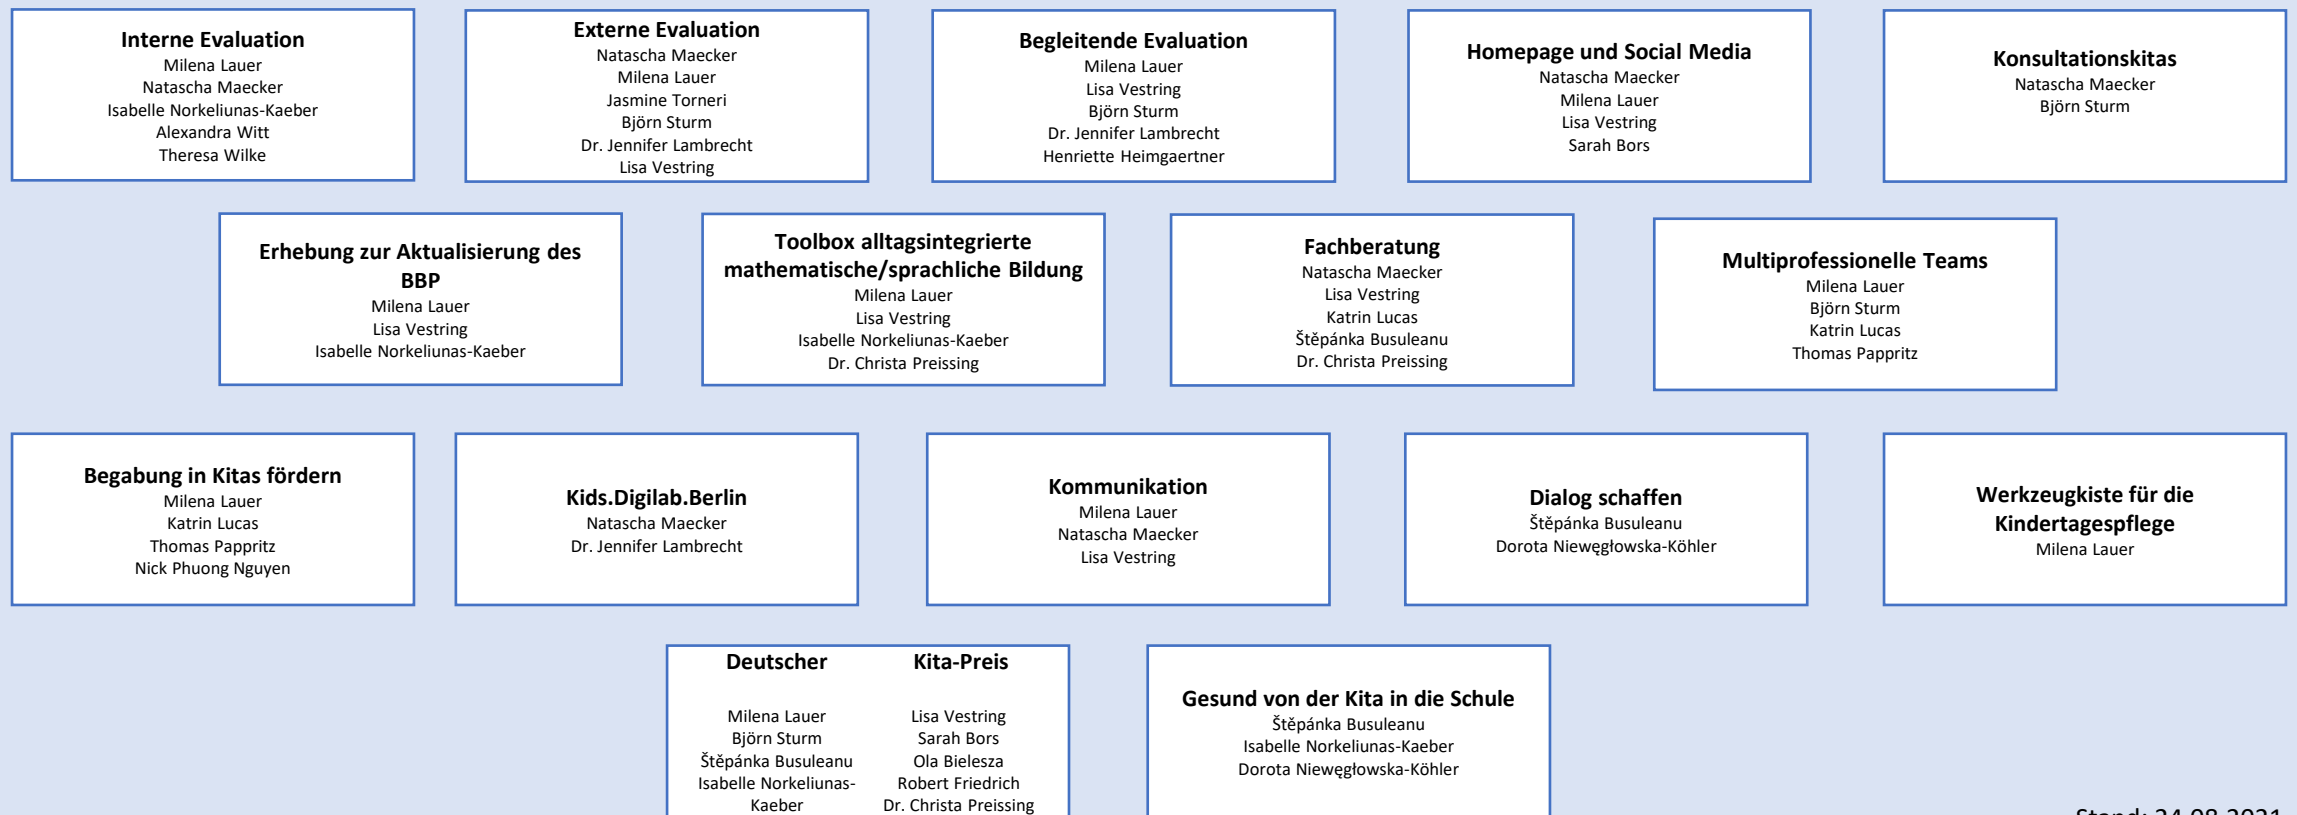 Interne Evaluation
Milena Lauer
Natascha Maecker
Isabelle Norkeliunas-Kaeber
Alexandra Witt
Theresa Wilke
Externe Evaluation
Natascha Maecker
Milena Lauer
Jasmine Torneri
Björn Sturm
Dr. Jennifer Lambrecht
Lisa Vestring
Begleitende Evaluation
Milena Lauer
Lisa Vestring
Björn Sturm
Dr. Jennifer Lambrecht
Henriette Heimgaertner
Homepage und Social Media
Natascha Maecker
Milena Lauer
Lisa Vestring
Sarah Bors
Konsultationskitas
Natascha Maecker
Björn Sturm
Erhebung zur Aktualisierung des
BBP
Milena Lauer
Lisa Vestring
Isabelle Norkeliunas-Kaeber
Toolbox alltagsintegrierte
mathematische/sprachliche Bildung
Milena Lauer
Lisa Vestring
Isabelle Norkeliunas-Kaeber
Dr. Christa Preissing
Fachberatung
Natascha Maecker
Lisa Vestring
Katrin Lucas
Štěpánka Busuleanu
Dr. Christa Preissing
Multiprofessionelle Teams
Milena Lauer
Björn Sturm
Katrin Lucas
Thomas Pappritz
Begabung in Kitas fördern
Milena Lauer
Katrin Lucas
Thomas Pappritz
Nick Phuong Nguyen
Kids.Digilab.Berlin
Natascha Maecker
Dr. Jennifer Lambrecht
Kommunikation
Milena Lauer
Natascha Maecker
Lisa Vestring
Dialog schaffen
Štěpánka Busuleanu
Dorota Niewęgłowska-Köhler
Werkzeugkiste für die
Kindertagespflege
Milena Lauer
Deutscher Kita-Preis
Milena Lauer
Björn Sturm
Štěpánka Busuleanu
Isabelle Norkeliunas-
Kaeber
Lisa Vestring
Sarah Bors
Ola Bielesza
Robert Friedrich
Dr. Christa Preissing
Gesund von der Kita in die Schule
Štěpánka Busuleanu
Isabelle Norkeliunas-Kaeber
Dorota Niewęgłowska-Köhler
Stand: 24.08.2021